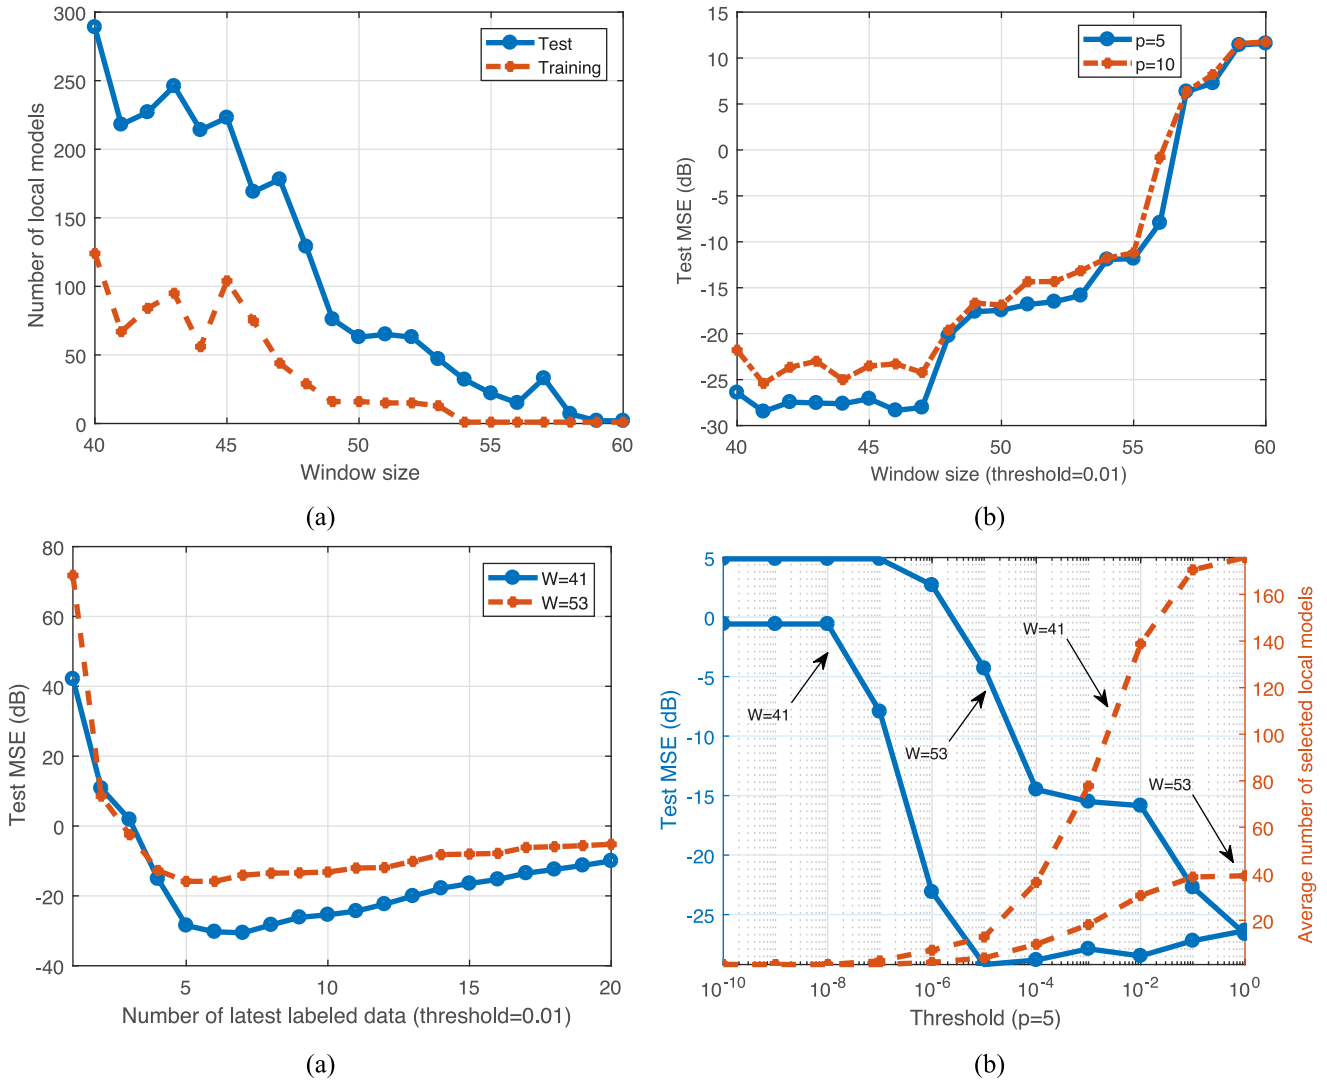 300
250
200
150
100
50
0
40 45 50 55 60
Number of local models
Window size
Test
Training
(a)
15
10
5
0
-5
-10
-15
-20
-25
-30
40 45 50 55 60
Test MSE (dB)
Window size (threshold=0.01)
p=5
p=10
(b)
80
60
40
20
0
-20
-40
5 10 15 20
Test MSE (dB)
Number of latest labeled data (threshold=0.01)
W=41
W=53
(a)
5
0
-5
-10
-15
-20
-25
Test MSE (dB)
W=41
W=53
W=41
W=53
160
140
120
100
80
60
40
20
Average number of selected local models
10^-10 10^-8 10^-6 10^-4 10^-2 10^0
Threshold (p=5)
(b)